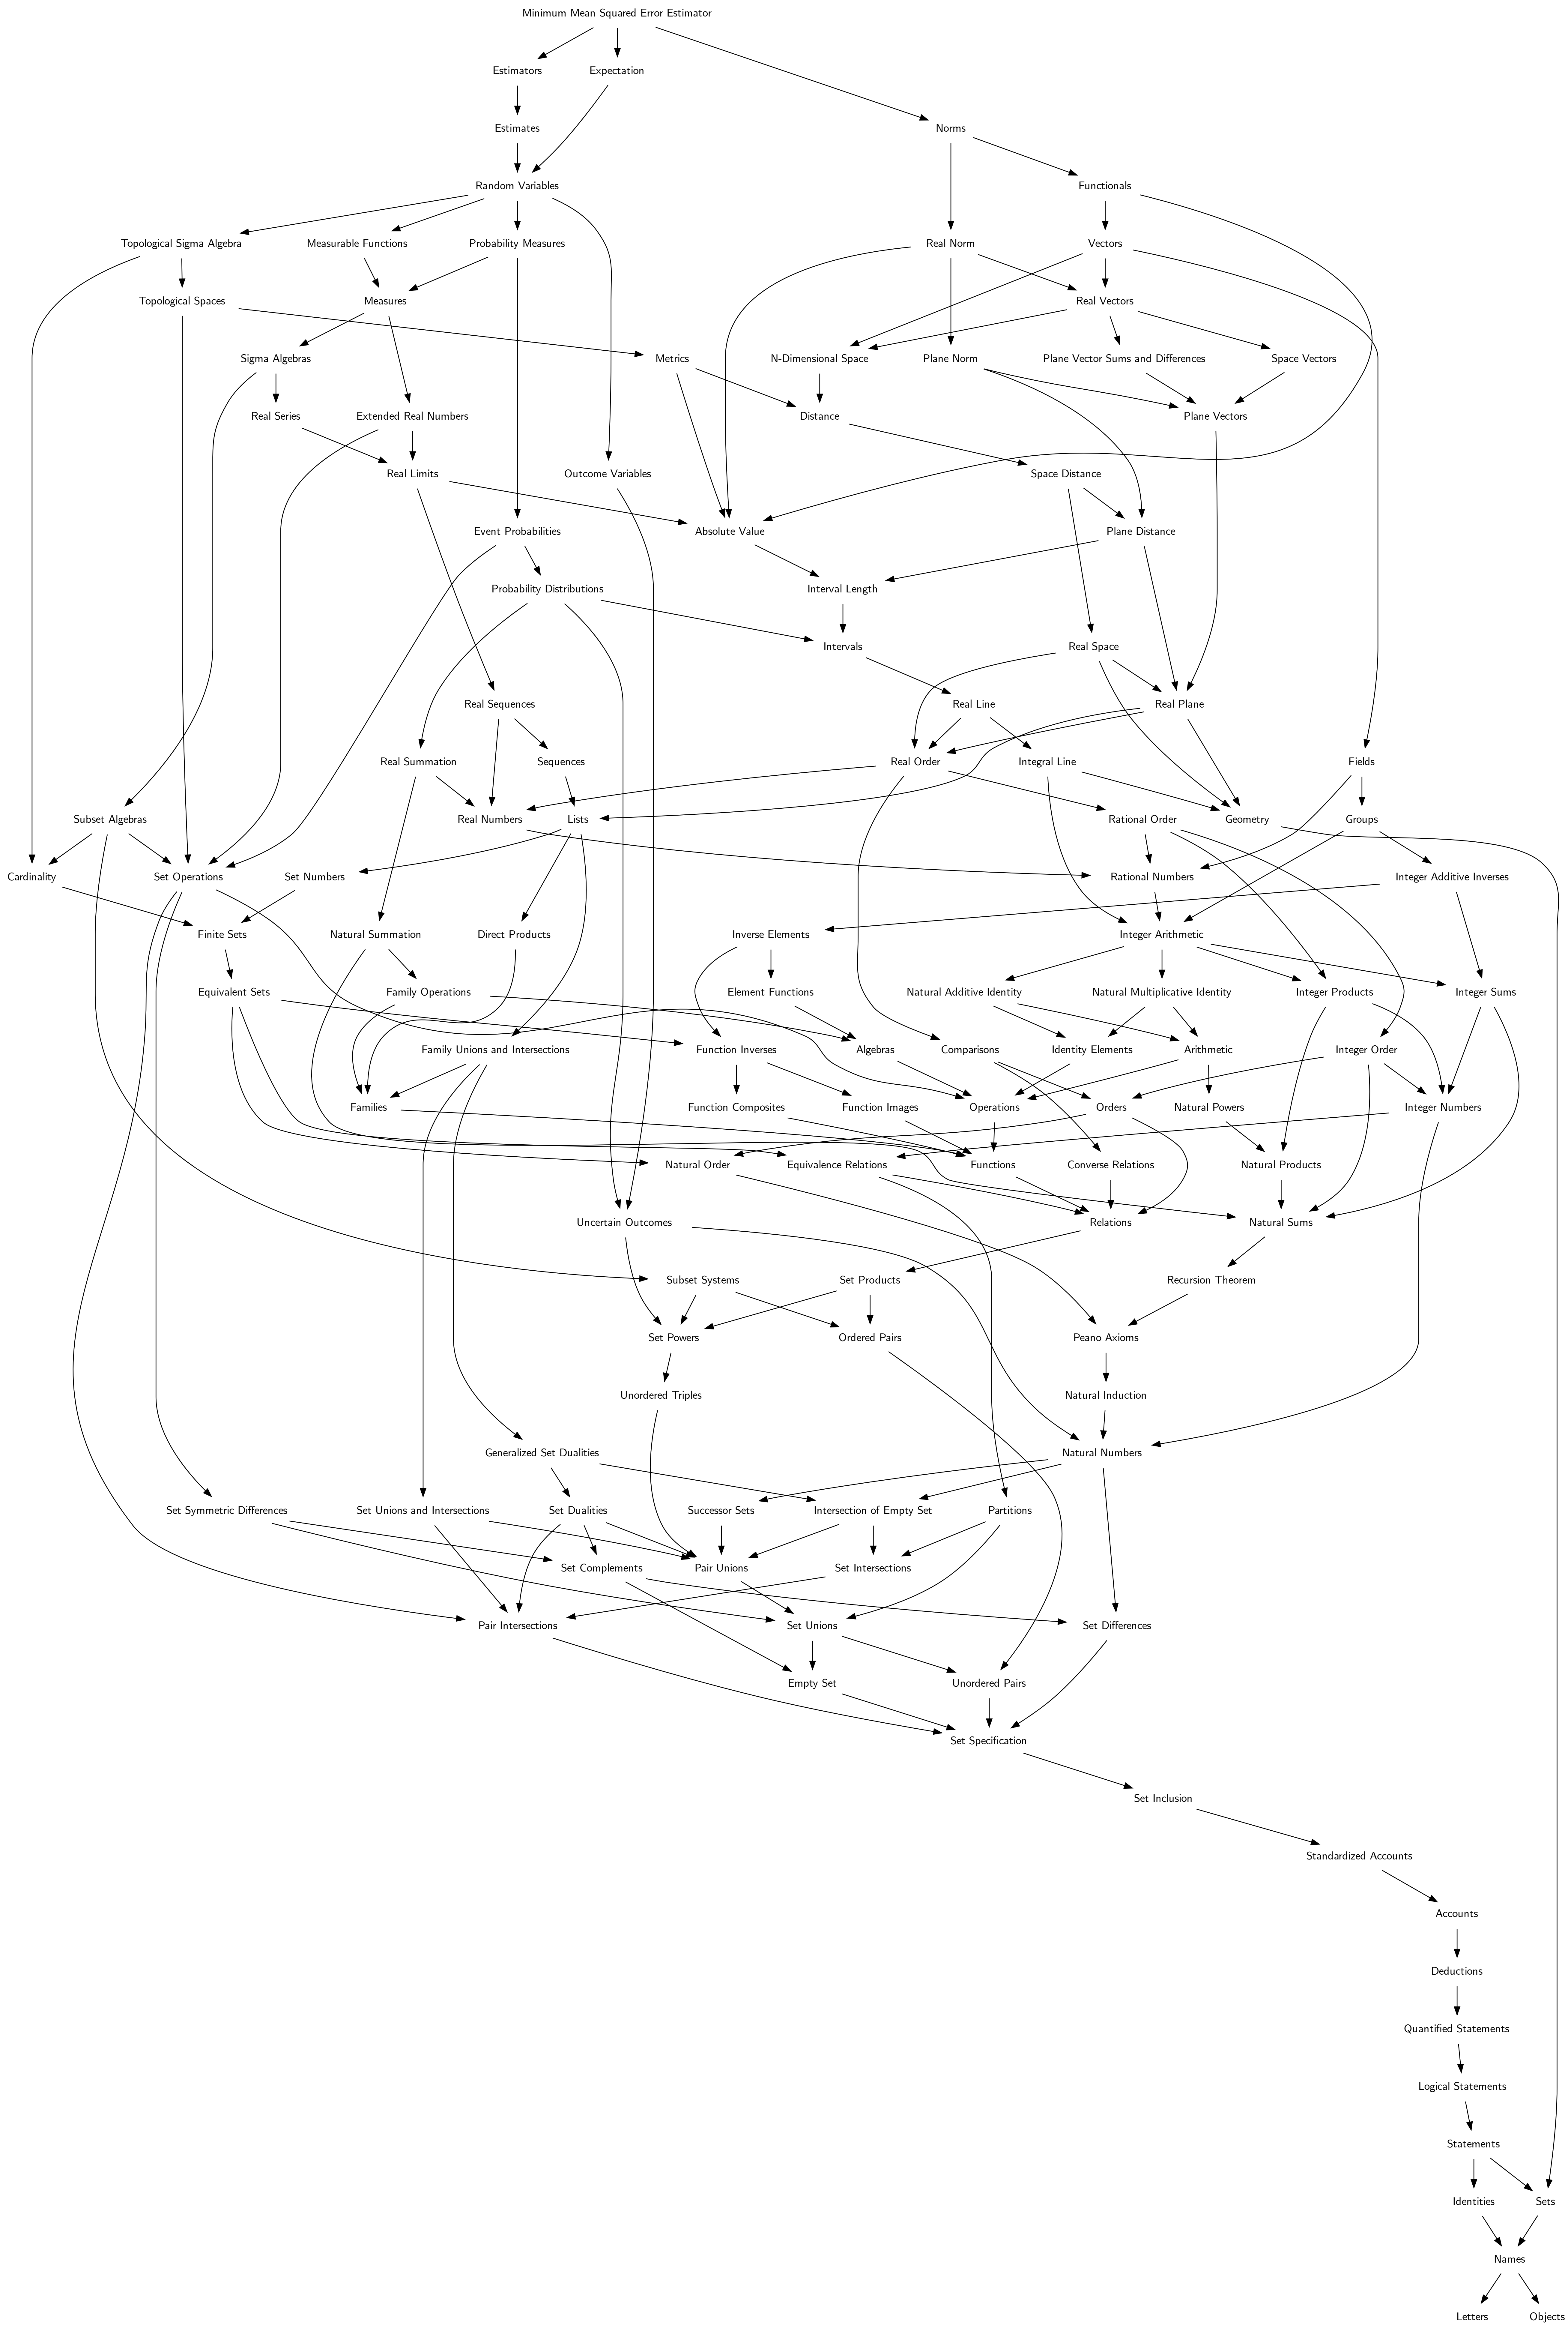 Minimum Mean Squared Error Estimator
Estimators
Expectation
Estimates
Norms
Random Variables
Functionals
Topological Sigma Algebra
Measurable Functions
Probability Measures
Real Norm
Vectors
Topological Spaces
Measures
Real Vectors
Sigma Algebras
Metrics
N-Dimensional Space
Plane Norm
Plane Vector Sums and Differences
Space Vectors
Real Series
Extended Real Numbers
Distance
Plane Vectors
Real Limits
Outcome Variables
Space Distance
Event Probabilities
Absolute Value
Plane Distance
Probability Distributions
Interval Length
Intervals
Real Space
Real Sequences
Real Line
Real Plane
Real Summation
Sequences
Real Order
Integral Line
Fields
Subset Algebras
Real Numbers
Lists
Rational Order
Geometry
Groups
Cardinality
Set Operations
Set Numbers
Rational Numbers
Integer Additive Inverses
Finite Sets
Natural Summation
Direct Products
Inverse Elements
Integer Arithmetic
Equivalent Sets
Family Operations
Element Functions
Natural Additive Identity
Natural Multiplicative Identity
Integer Products
Integer Sums
Family Unions and Intersections
Function Inverses
Algebras
Comparisons
Identity Elements
Arithmetic
Integer Order
Families
Function Composites
Function Images
Operations
Orders
Natural Powers
Integer Numbers
Natural Order
Equivalence Relations
Functions
Converse Relations
Natural Products
Uncertain Outcomes
Relations
Natural Sums
Subset Systems
Set Products
Recursion Theorem
Set Powers
Ordered Pairs
Peano Axioms
Unordered Triples
Natural Induction
Generalized Set Dualities
Natural Numbers
Set Symmetric Differences
Set Unions and Intersections
Set Dualities
Successor Sets
Intersection of Empty Set
Partitions
Set Complements
Pair Unions
Set Intersections
Pair Intersections
Set Unions
Set Differences
Empty Set
Unordered Pairs
Set Specification
Set Inclusion
Standardized Accounts
Accounts
Deductions
Quantified Statements
Logical Statements
Statements
Identities
Sets
Names
Letters
Objects